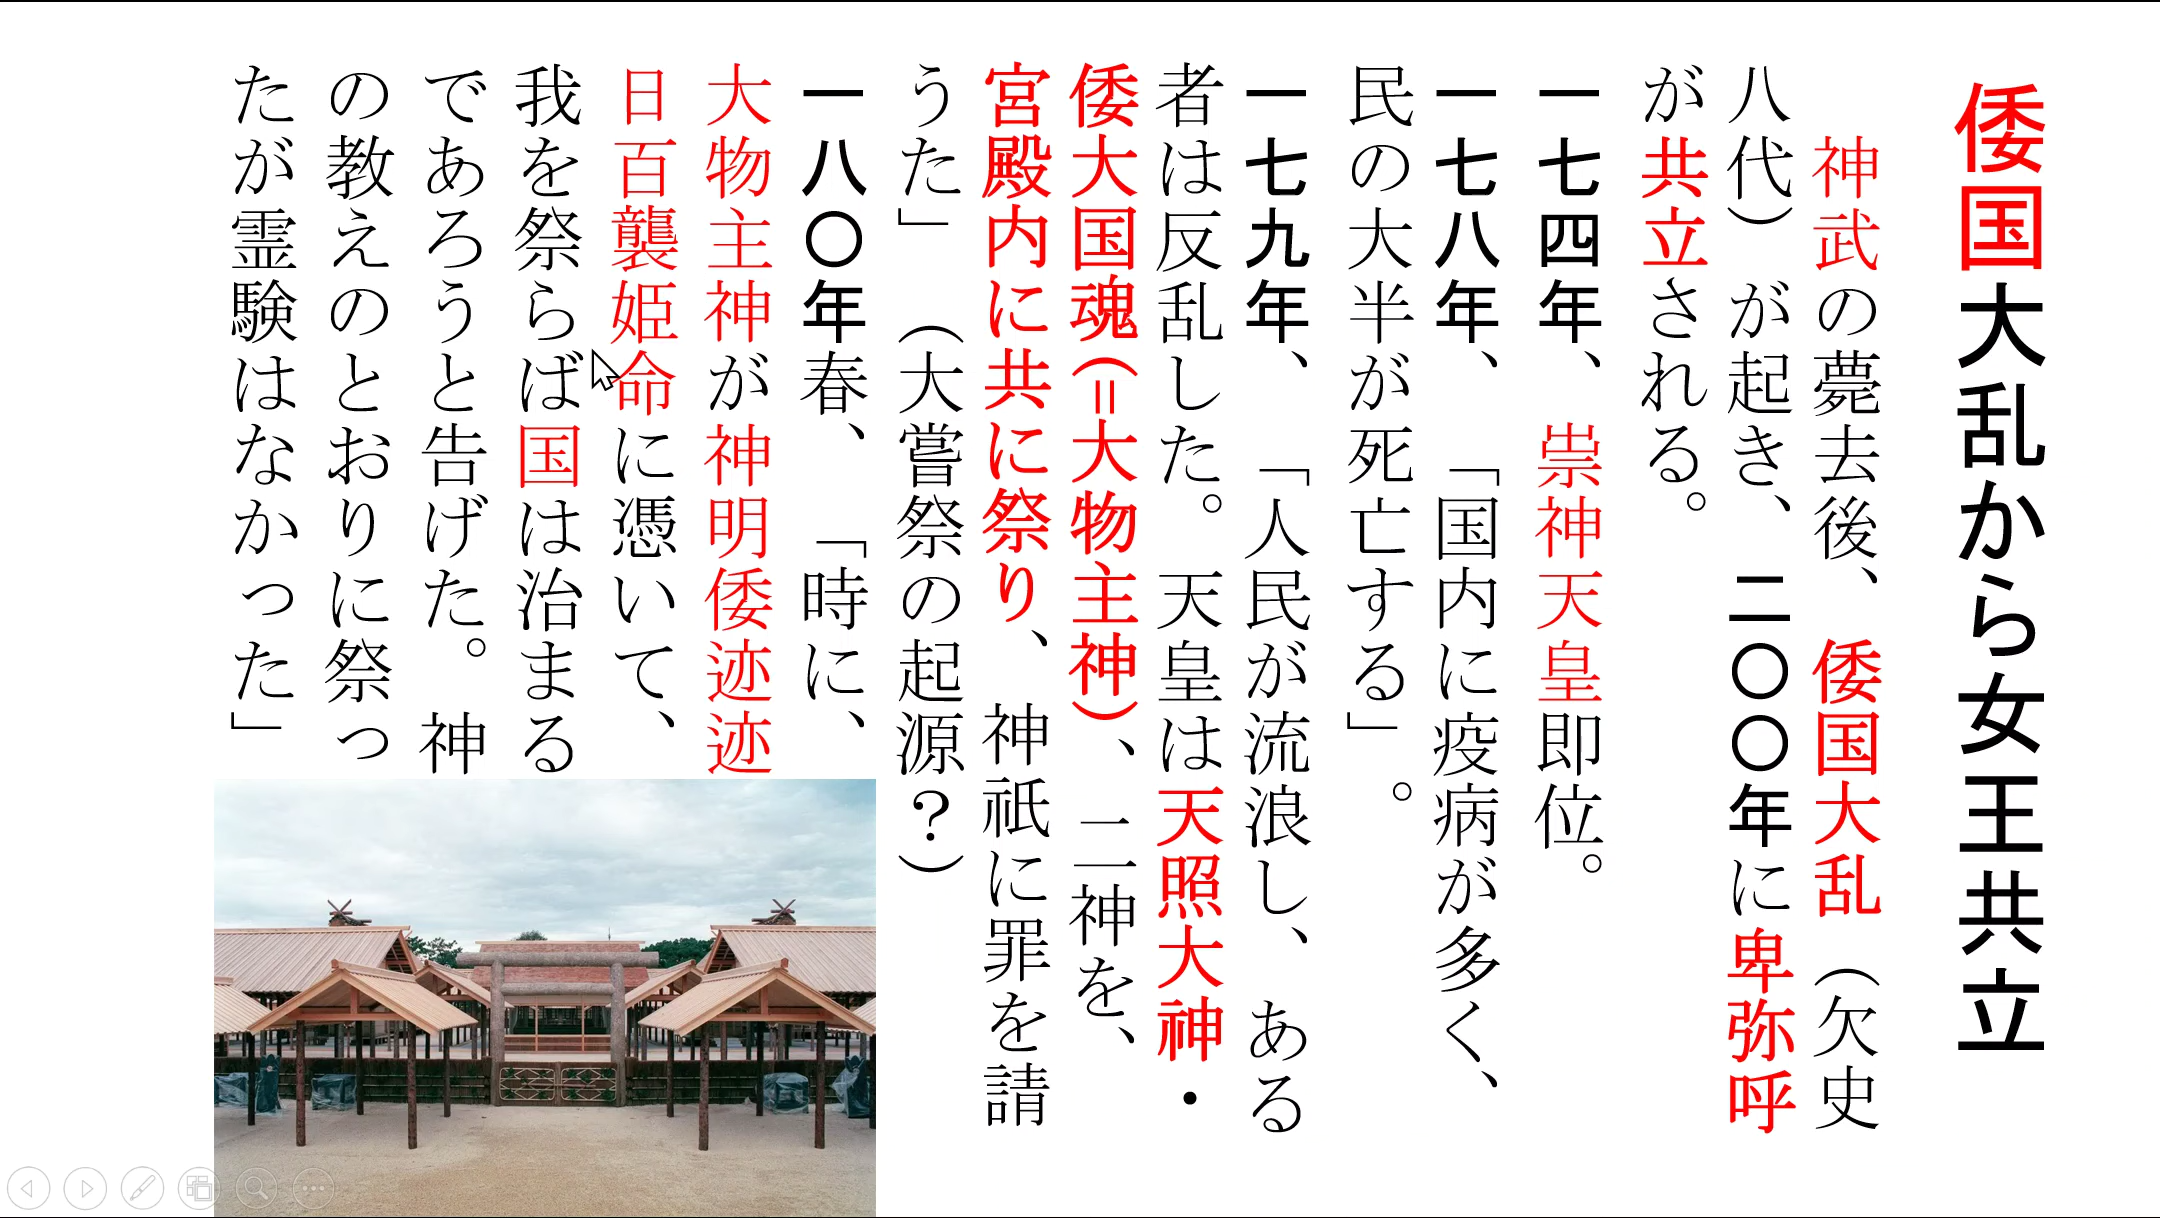 倭国大乱から女王共立
神武の薨去後、倭国大乱（欠史
八代）が起き、二〇〇年に卑弥呼
が共立される。
一七四年、崇神天皇即位。
一七八年、「国内に疫病が多く、
民の大半が死亡する」。
一七九年、「人民が流浪し、ある
者は反乱した。天皇は天照大神・
倭大国魂（=大物主神）、二神を、
宮殿内に共に祭り、神祇に罪を請
うた」（大嘗祭の起源？）
一八〇年春、「時に、
大物主神が神明倭迹迹
日百襲姫命に憑いて、
我を祭らば国は治まる
であろうと告げた。神
の教えのとおりに祭っ
たが霊験はなかった」